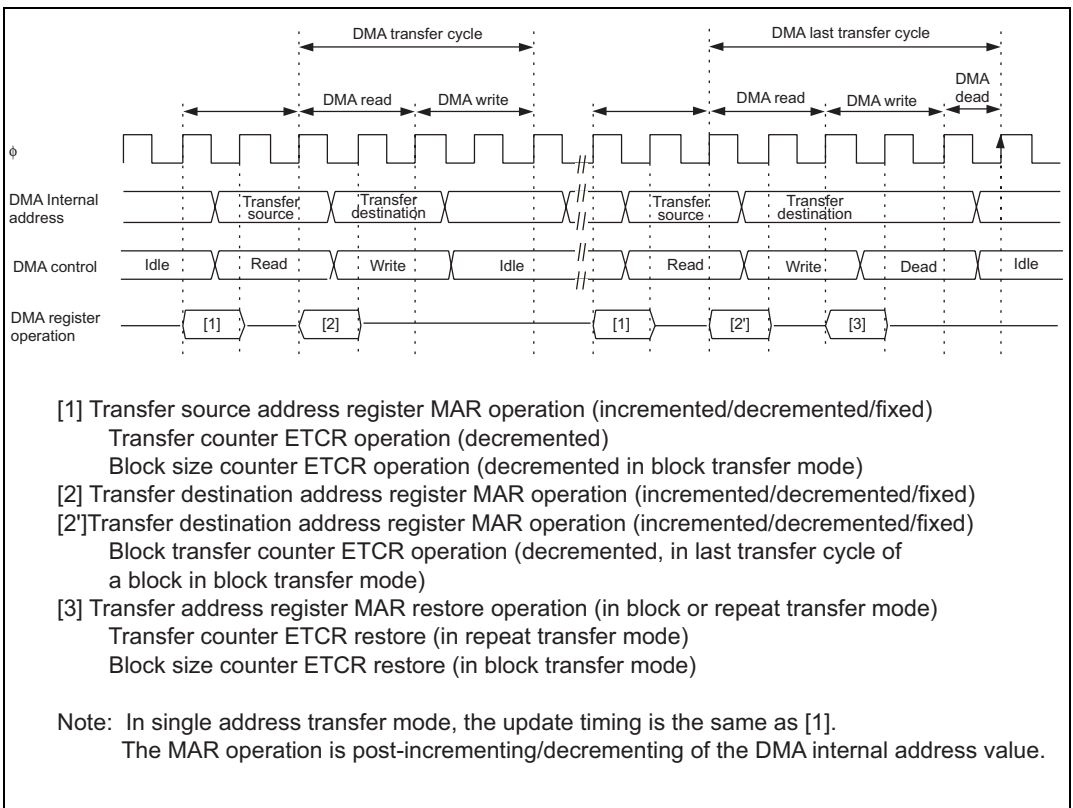 DMA transfer cycle
DMA last transfer cycle
DMA read
DMA write
DMA read
DMA write
DMA
dead
ϕ
DMA Internal
address
Transfer
source
Transfer
destination
Transfer
source
Transfer
destination
DMA control
Idle
Read
Write
Idle
Read
Write
Dead
Idle
DMA register
operation
[1]
[2]
[1]
[2']
[3]
[1] Transfer source address register MAR operation (incremented/decremented/fixed)
Transfer counter ETCR operation (decremented)
Block size counter ETCR operation (decremented in block transfer mode)
[2] Transfer destination address register MAR operation (incremented/decremented/fixed)
[2']Transfer destination address register MAR operation (incremented/decremented/fixed)
Block transfer counter ETCR operation (decremented, in last transfer cycle of
a block in block transfer mode)
[3] Transfer address register MAR restore operation (in block or repeat transfer mode)
Transfer counter ETCR restore (in repeat transfer mode)
Block size counter ETCR restore (in block transfer mode)
Note: In single address transfer mode, the update timing is the same as [1].
The MAR operation is post-incrementing/decrementing of the DMA internal address value.